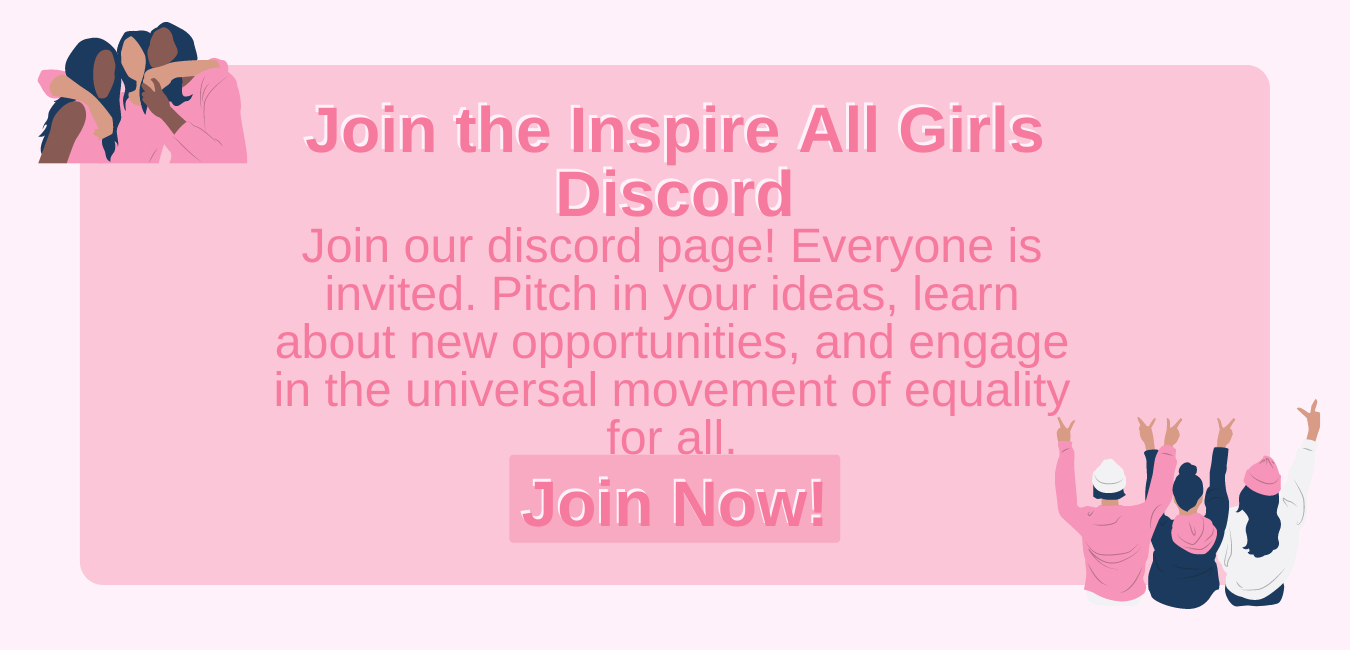 Join the Inspire All Girls
Discord
Join our discord page! Everyone is
invited. Pitch in your ideas, learn
about new opportunities, and engage
in the universal movement of equality
for all.
Join Now!